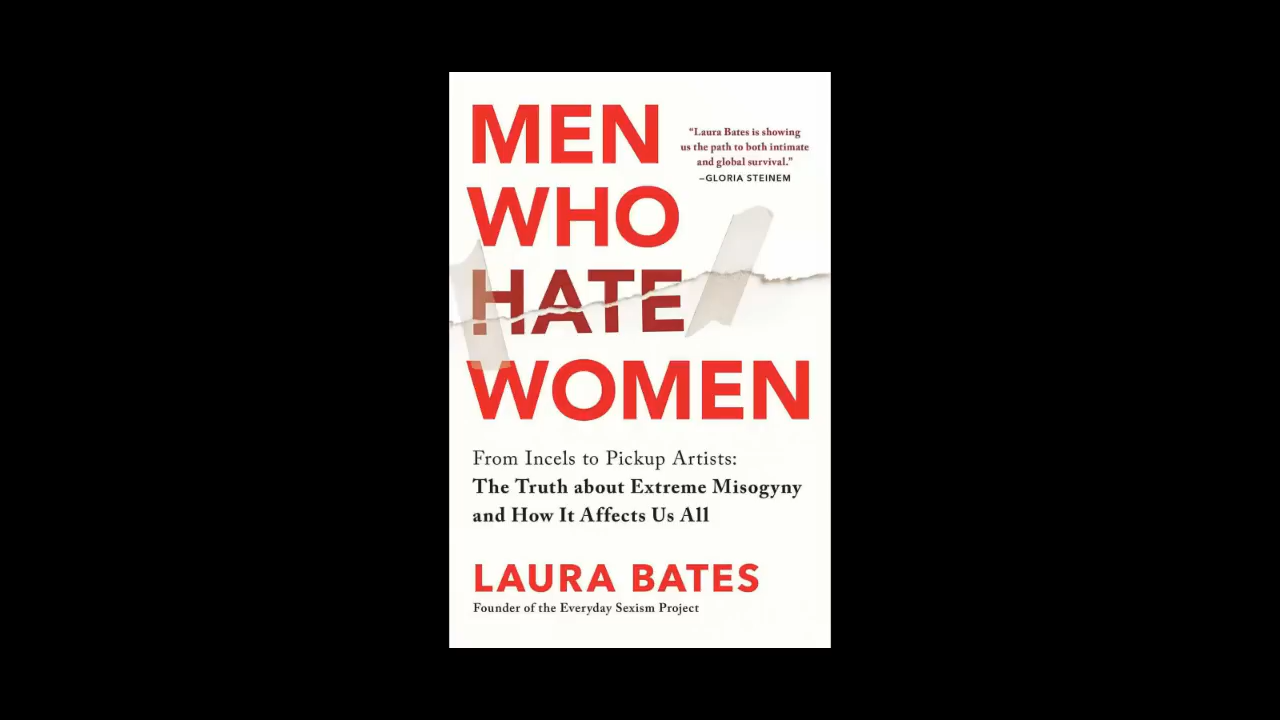 MEN
WHO
HATE
WOMEN
“Laura Bates is showing
us the path to both intimate
and global survival.”
–GLORIA STEINEM
From Incels to Pickup Artists:
The Truth about Extreme Misogyny
and How It Affects Us All
LAURA BATES
Founder of the Everyday Sexism Project